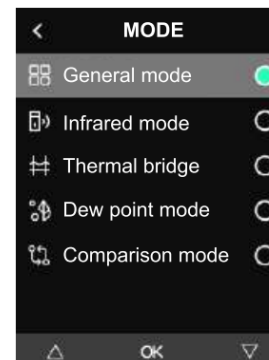 MODE
General mode
Infrared mode
Thermal bridge
Dew point mode
Comparison mode
OK